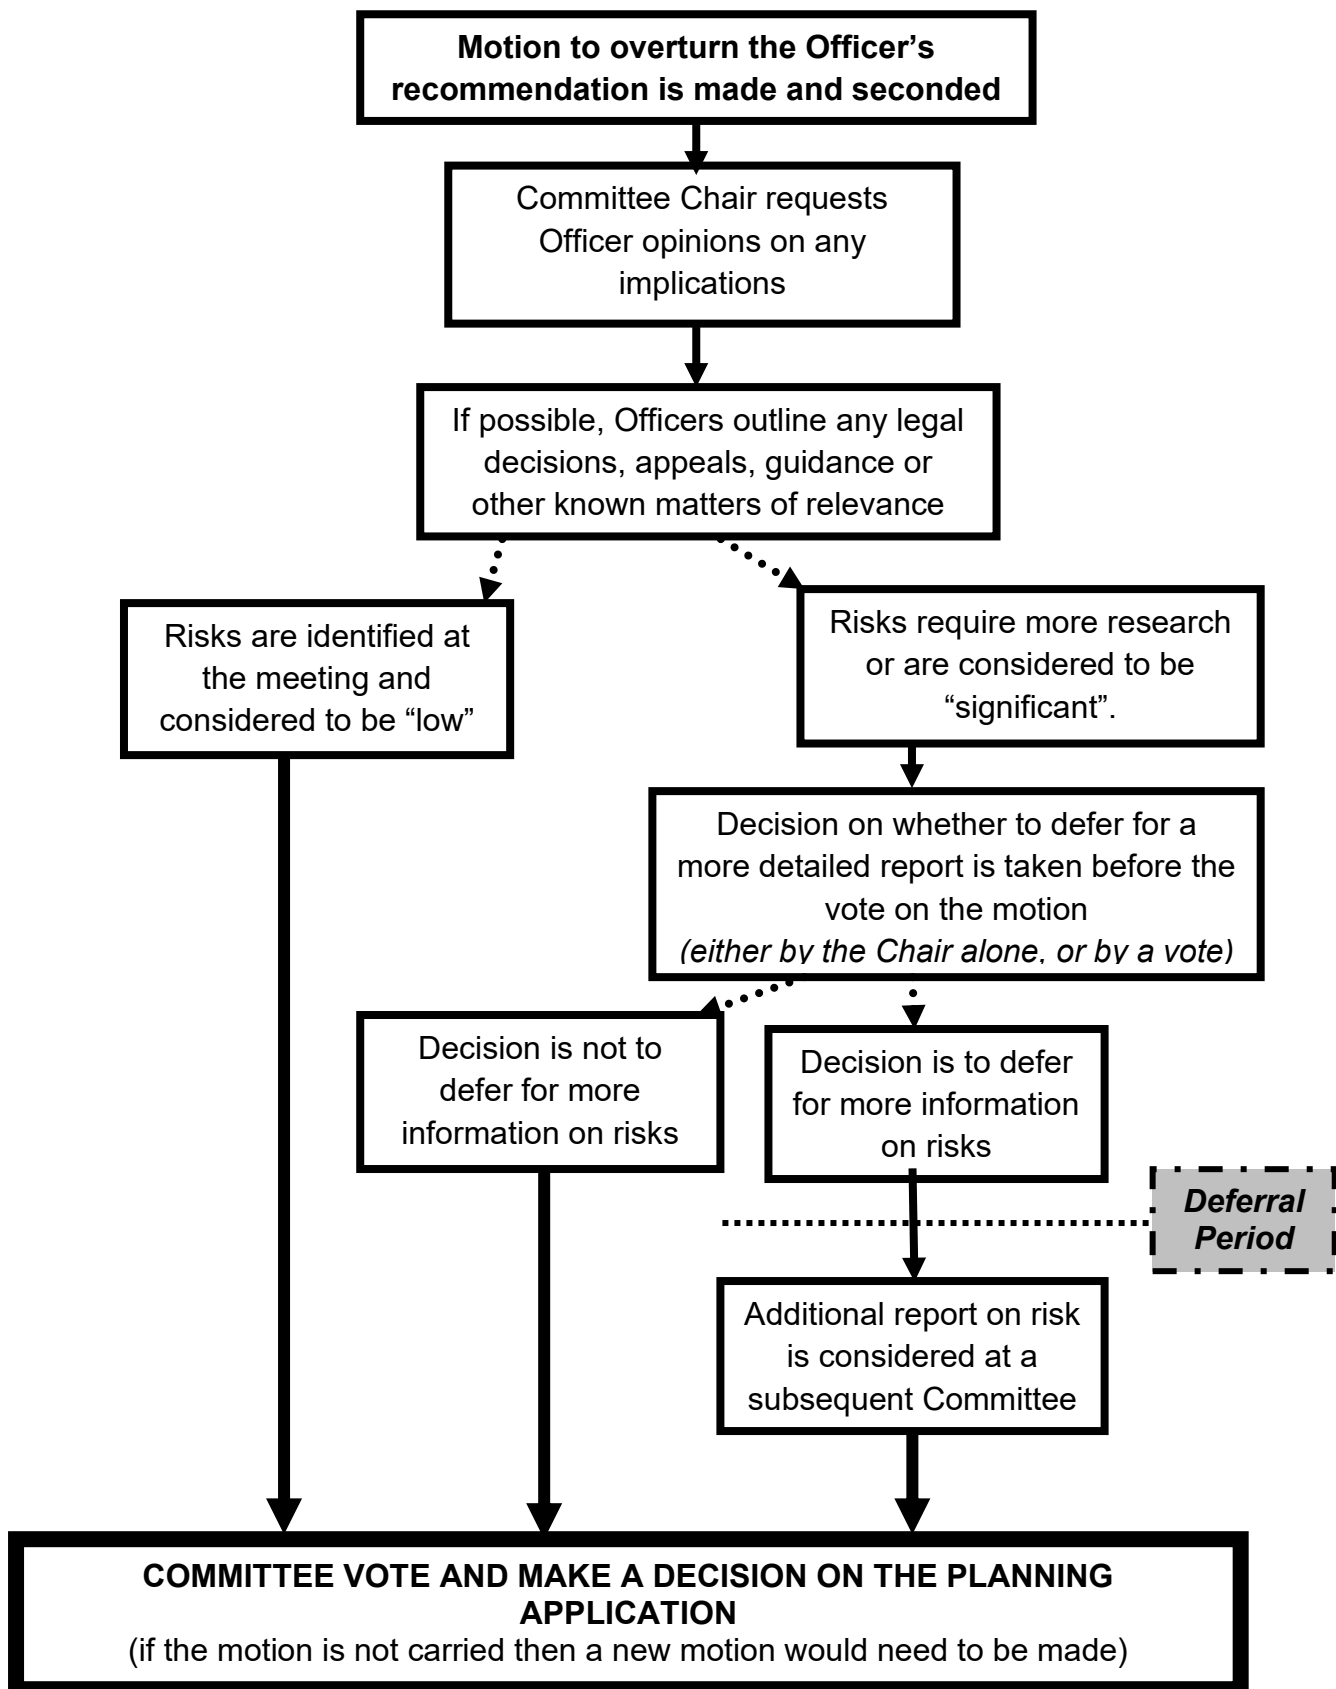 Motion to overturn the Officer’s
recommendation is made and seconded
Committee Chair requests
Officer opinions on any
implications
If possible, Officers outline any legal
decisions, appeals, guidance or
other known matters of relevance
Risks are identified at
the meeting and
considered to be “low”
Risks require more research
or are considered to be
“significant”.
Decision on whether to defer for a
more detailed report is taken before the
vote on the motion
(either by the Chair alone, or by a vote)
Decision is not to
defer for more
information on risks
Decision is to defer
for more information
on risks
Deferral
Period
Additional report on risk
is considered at a
subsequent Committee
COMMITTEE VOTE AND MAKE A DECISION ON THE PLANNING
APPLICATION
(if the motion is not carried then a new motion would need to be made)